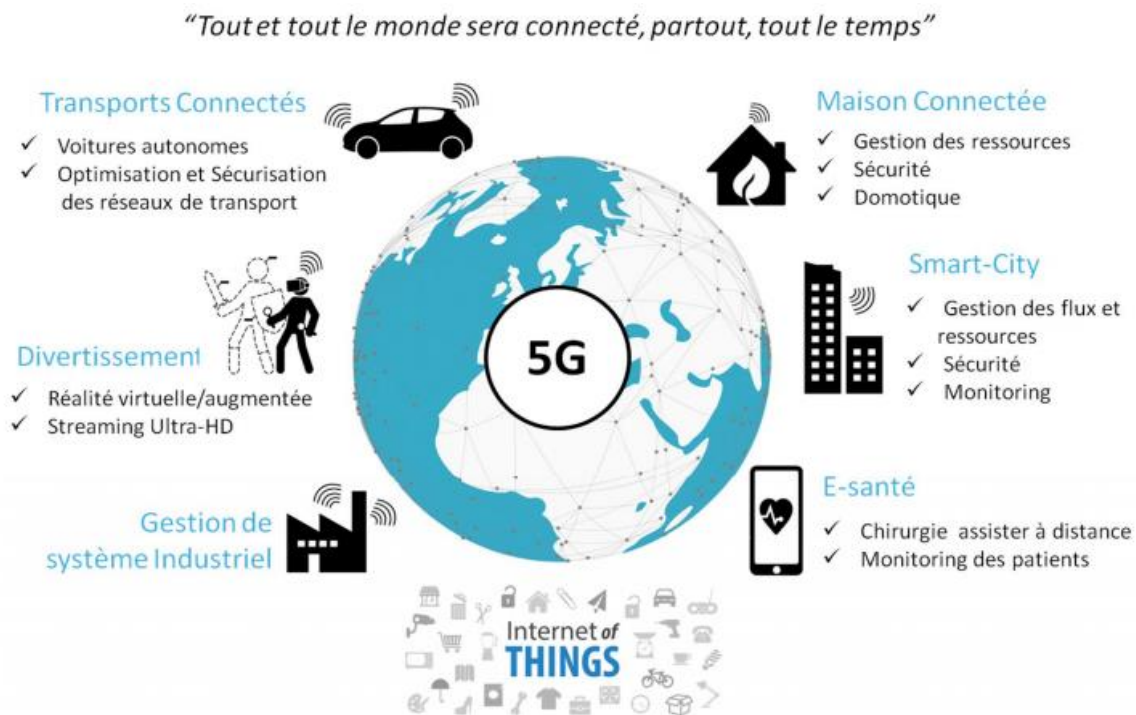 “Tout et tout le monde sera connecté, partout, tout le temps”
Transports Connectés
✓ Voitures autonomes
✓ Optimisation et Sécurisation
des réseaux de transport
Maison Connectée
✓ Gestion des ressources
✓ Sécurité
✓ Domotique
Divertissement
✓ Réalité virtuelle/augmentée
✓ Streaming Ultra-HD
5G
Smart-City
✓ Gestion des flux et
ressources
✓ Sécurité
✓ Monitoring
Gestion de
système Industriel
E-santé
✓ Chirurgie assister à distance
✓ Monitoring des patients
Internet of
THINGS